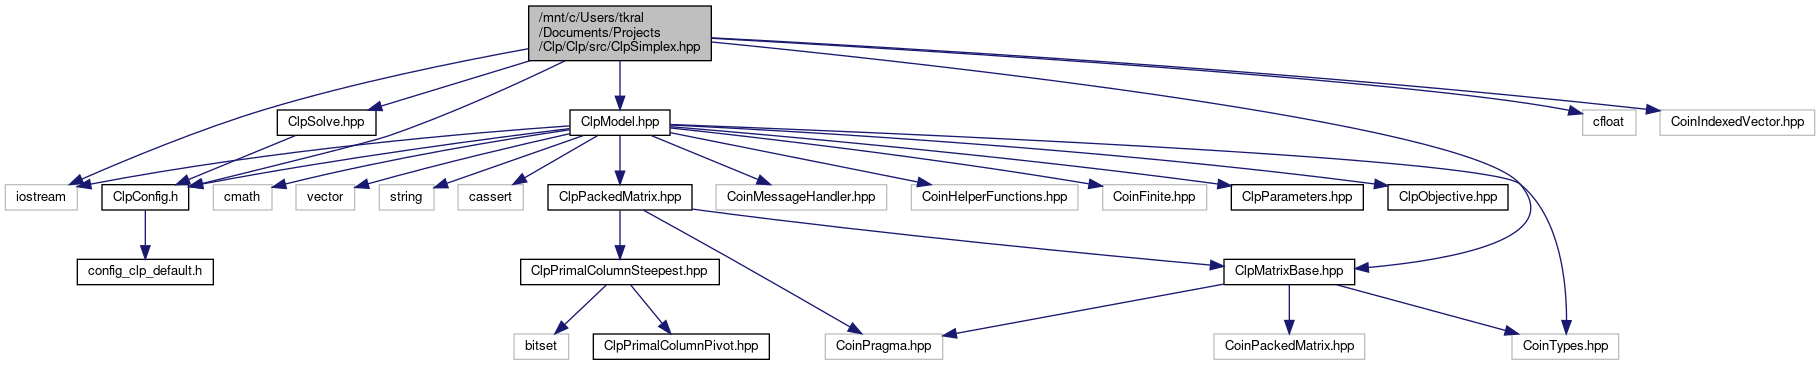 /mnt/c/Users/tkral
/Documents/Projects
/Clp/Clp/src/ClpSimplex.hpp
ClpSolve.hpp
ClpModel.hpp
cfloat
CoinIndexedVector.hpp
iostream
ClpConfig.h
cmath
vector
string
cassert
ClpPackedMatrix.hpp
CoinMessageHandler.hpp
CoinHelperFunctions.hpp
CoinFinite.hpp
ClpParameters.hpp
ClpObjective.hpp
config_clp_default.h
ClpPrimalColumnSteepest.hpp
ClpMatrixBase.hpp
bitset
ClpPrimalColumnPivot.hpp
CoinPragma.hpp
CoinPackedMatrix.hpp
CoinTypes.hpp